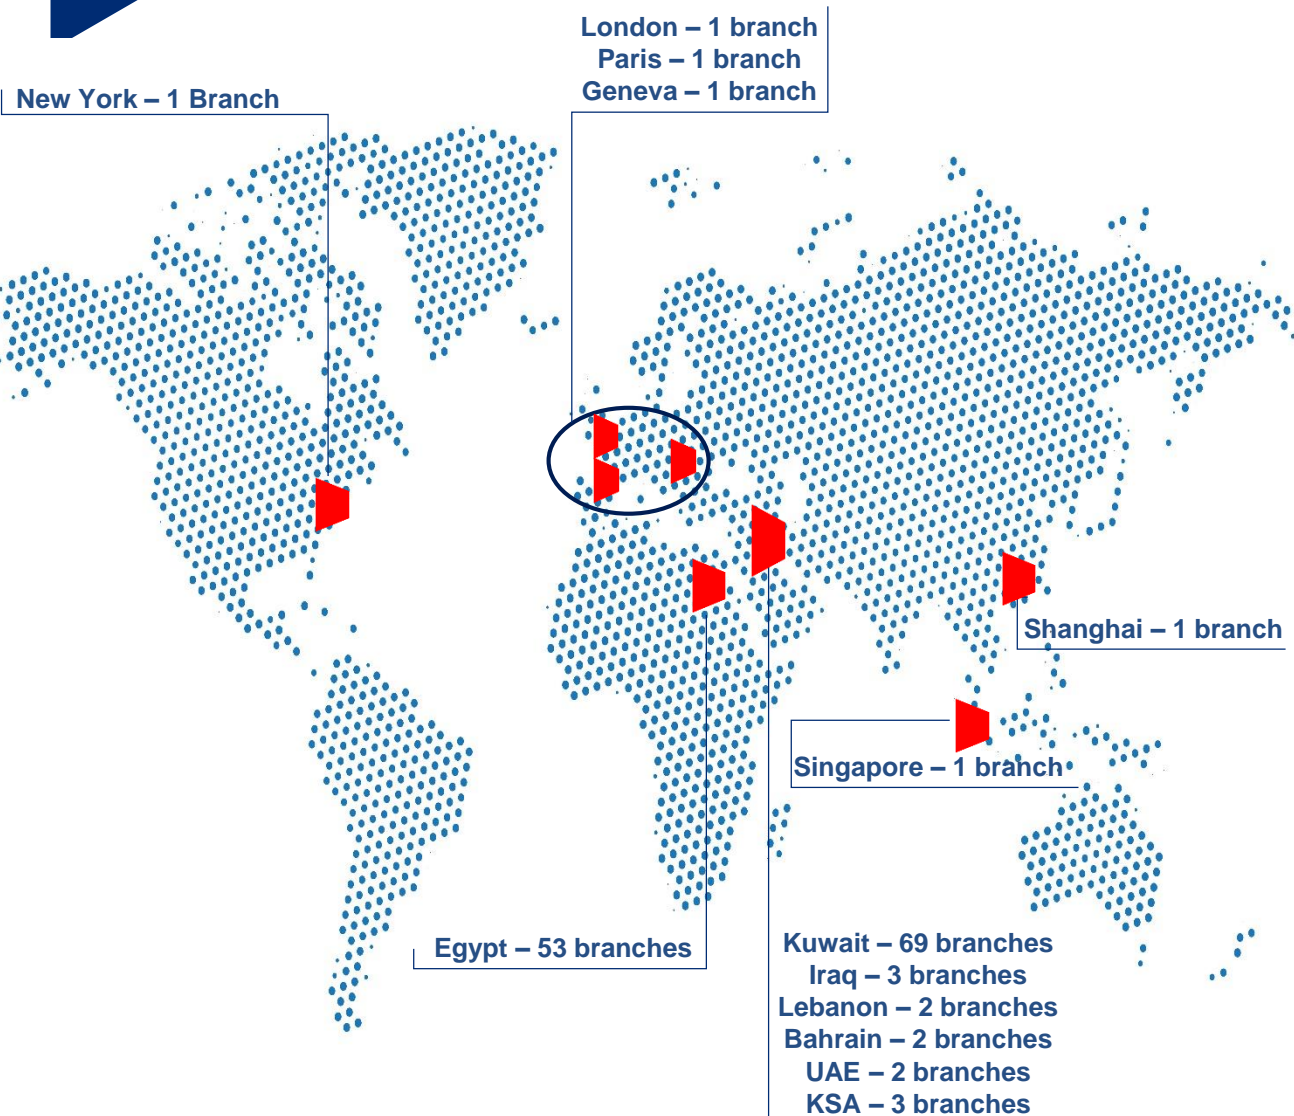 London – 1 branch
Paris – 1 branch
Geneva – 1 branch
New York – 1 Branch
Shanghai – 1 branch
Singapore – 1 branch
Egypt – 53 branches
Kuwait – 69 branches
Iraq – 3 branches
Lebanon – 2 branches
Bahrain – 2 branches
UAE – 2 branches
KSA – 3 branches